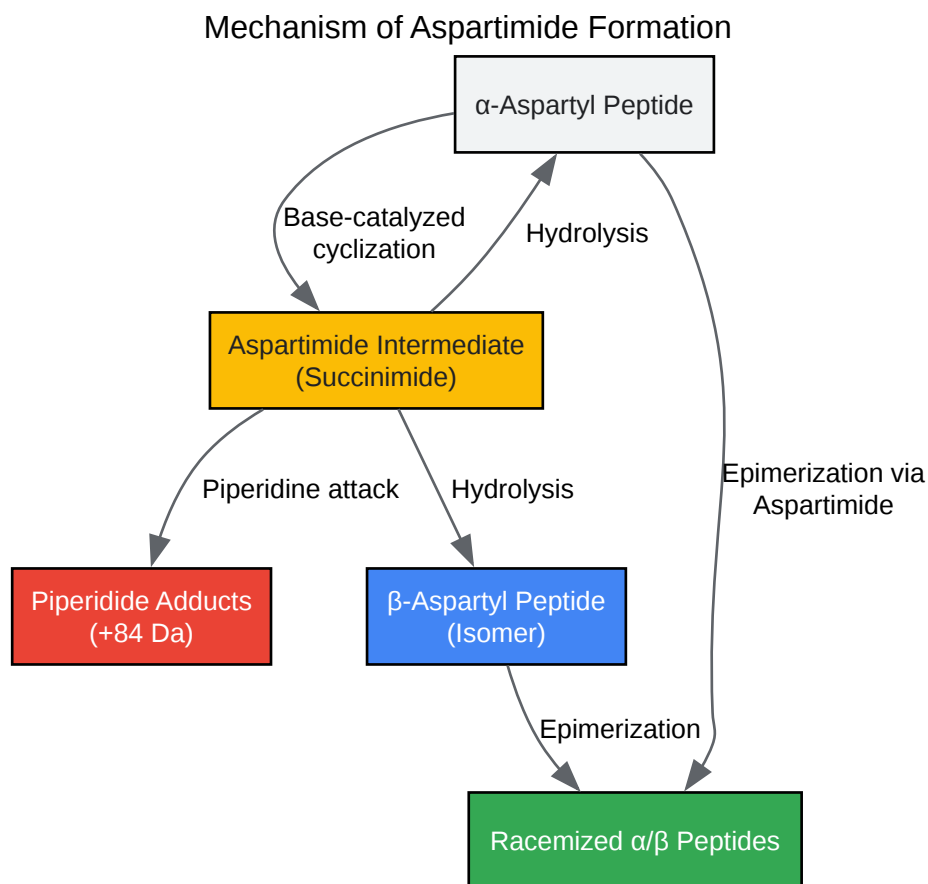 Mechanism of Aspartimide Formation
α-Aspartyl Peptide
Base-catalyzed
cyclization
Hydrolysis
Aspartimide Intermediate
(Succinimide)
Piperidine attack
Hydrolysis
Epimerization via
Aspartimide
Piperidide Adducts
(+84 Da)
β-Aspartyl Peptide
(Isomer)
Epimerization
Racemized α/β Peptides